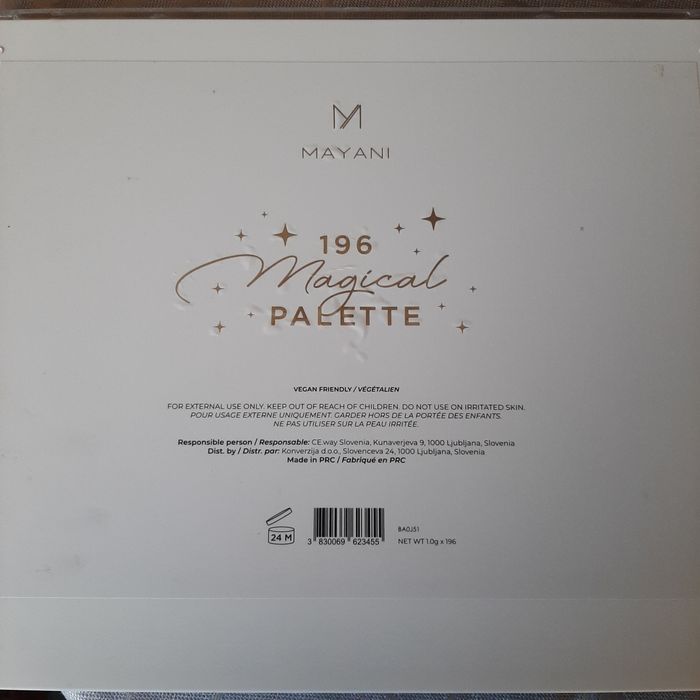 M
MAYANI
196
Magical
PALETTE
VEGAN FRIENDLY / VÉGÉTALIEN
FOR EXTERNAL USE ONLY. KEEP OUT OF REACH OF CHILDREN. DO NOT USE ON IRRITATED SKIN.
POUR USAGE EXTERNE UNIQUEMENT. GARDER HORS DE LA PORTÉE DES ENFANTS.
NE PAS UTILISER SUR LA PEAU IRRITÉE.
Responsible person / Responsable: CE.way Slovenia, Kunaverjeva 9, 1000 Ljubljana, Slovenia
Dist. by / Distr. par: Konverzija d.o.o., Slovenceva 24, 1000 Ljubljana, Slovenia
Made in PRC / Fabriqué en PRC
24 M
3 830069 623455
BA0J51
NET WT 1.0g x 196